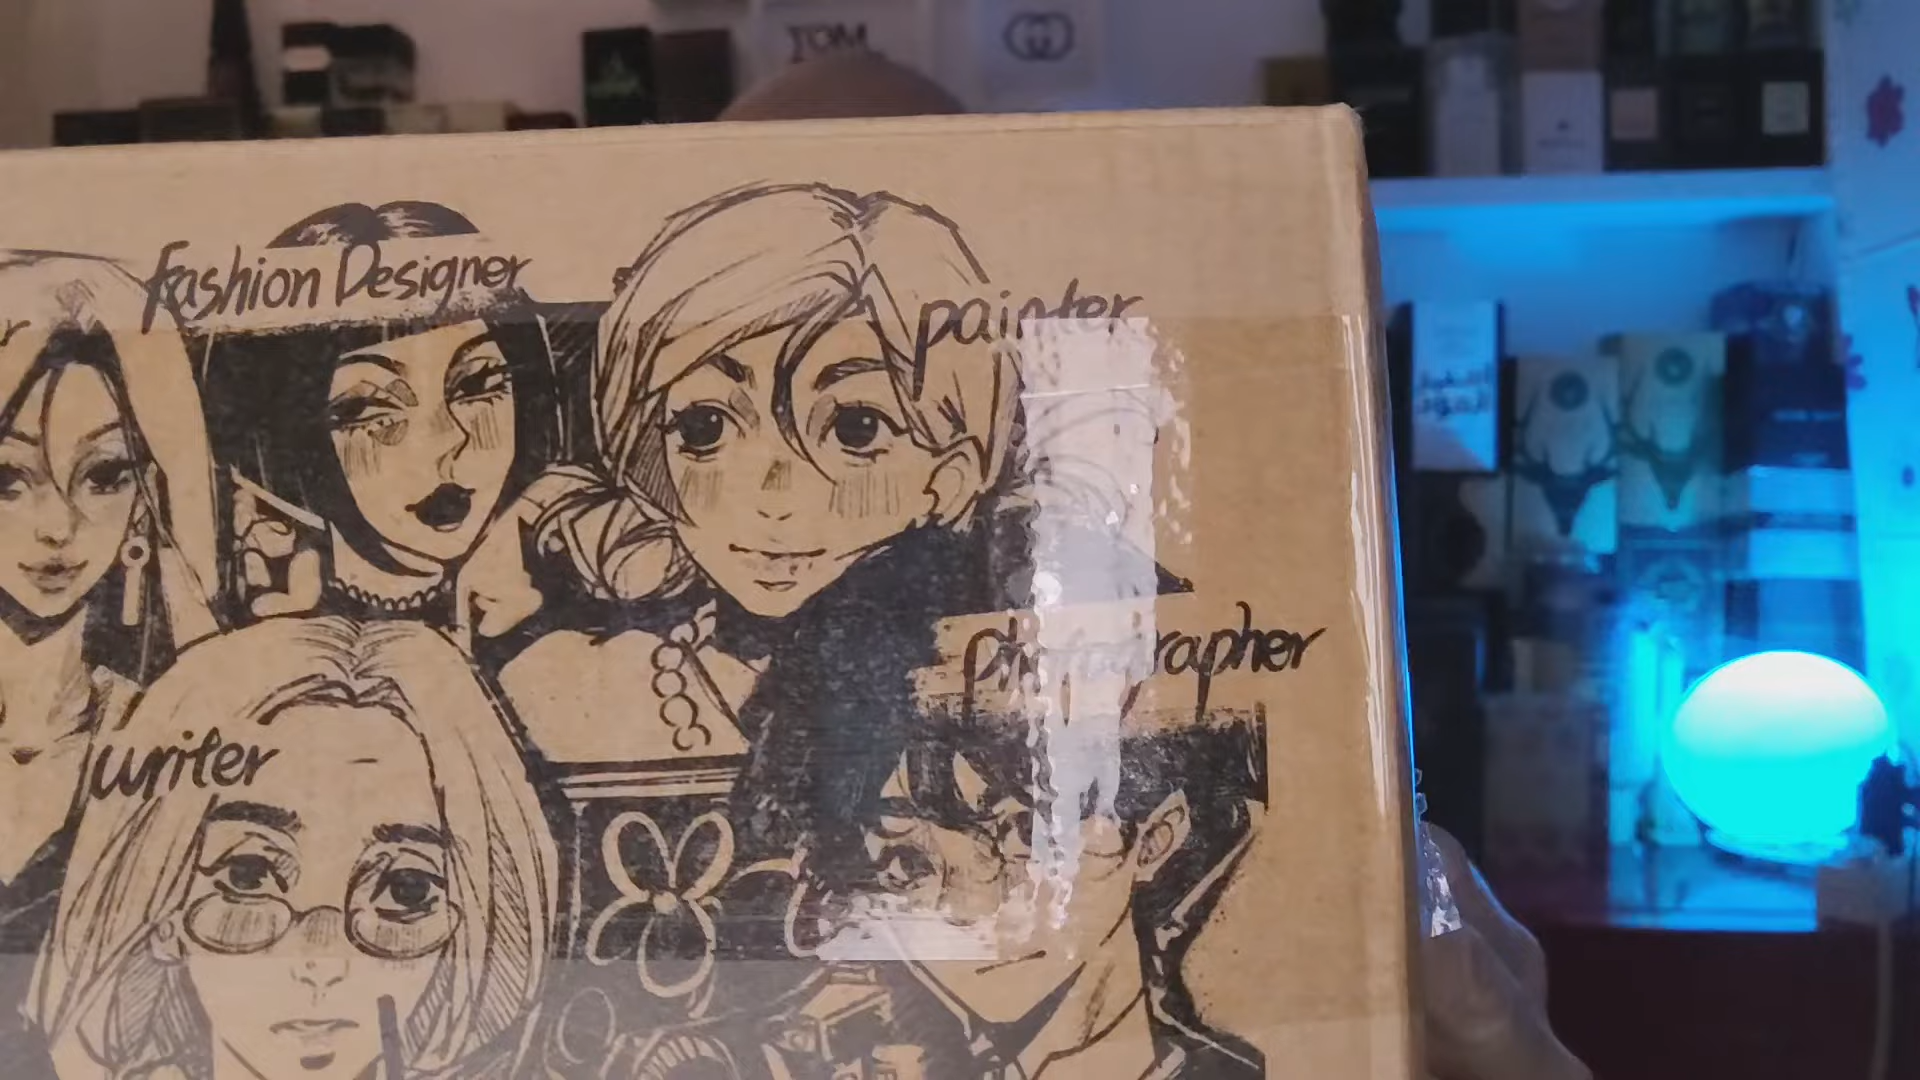 TOM
Fashion Designer
painter
photographer
writer